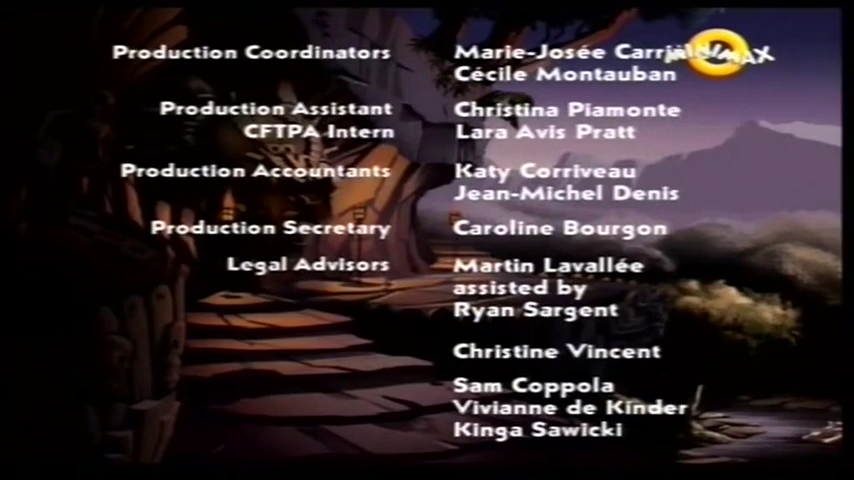 Production Coordinators Marie-Josée
Cécile Montauban
Production Assistant Christina Piamonte
CFTPA Intern Lara Avis Pratt
Production Accountants Katy Corriveau
Jean-Michel Denis
Production Secretary Caroline Bourgon
Legal Advisors Martin Lavallée
assisted by
Ryan Sargent
Christine Vincent
Sam Coppola
Vivianne de Kinder
Kinga Sawicki
MINIMAX